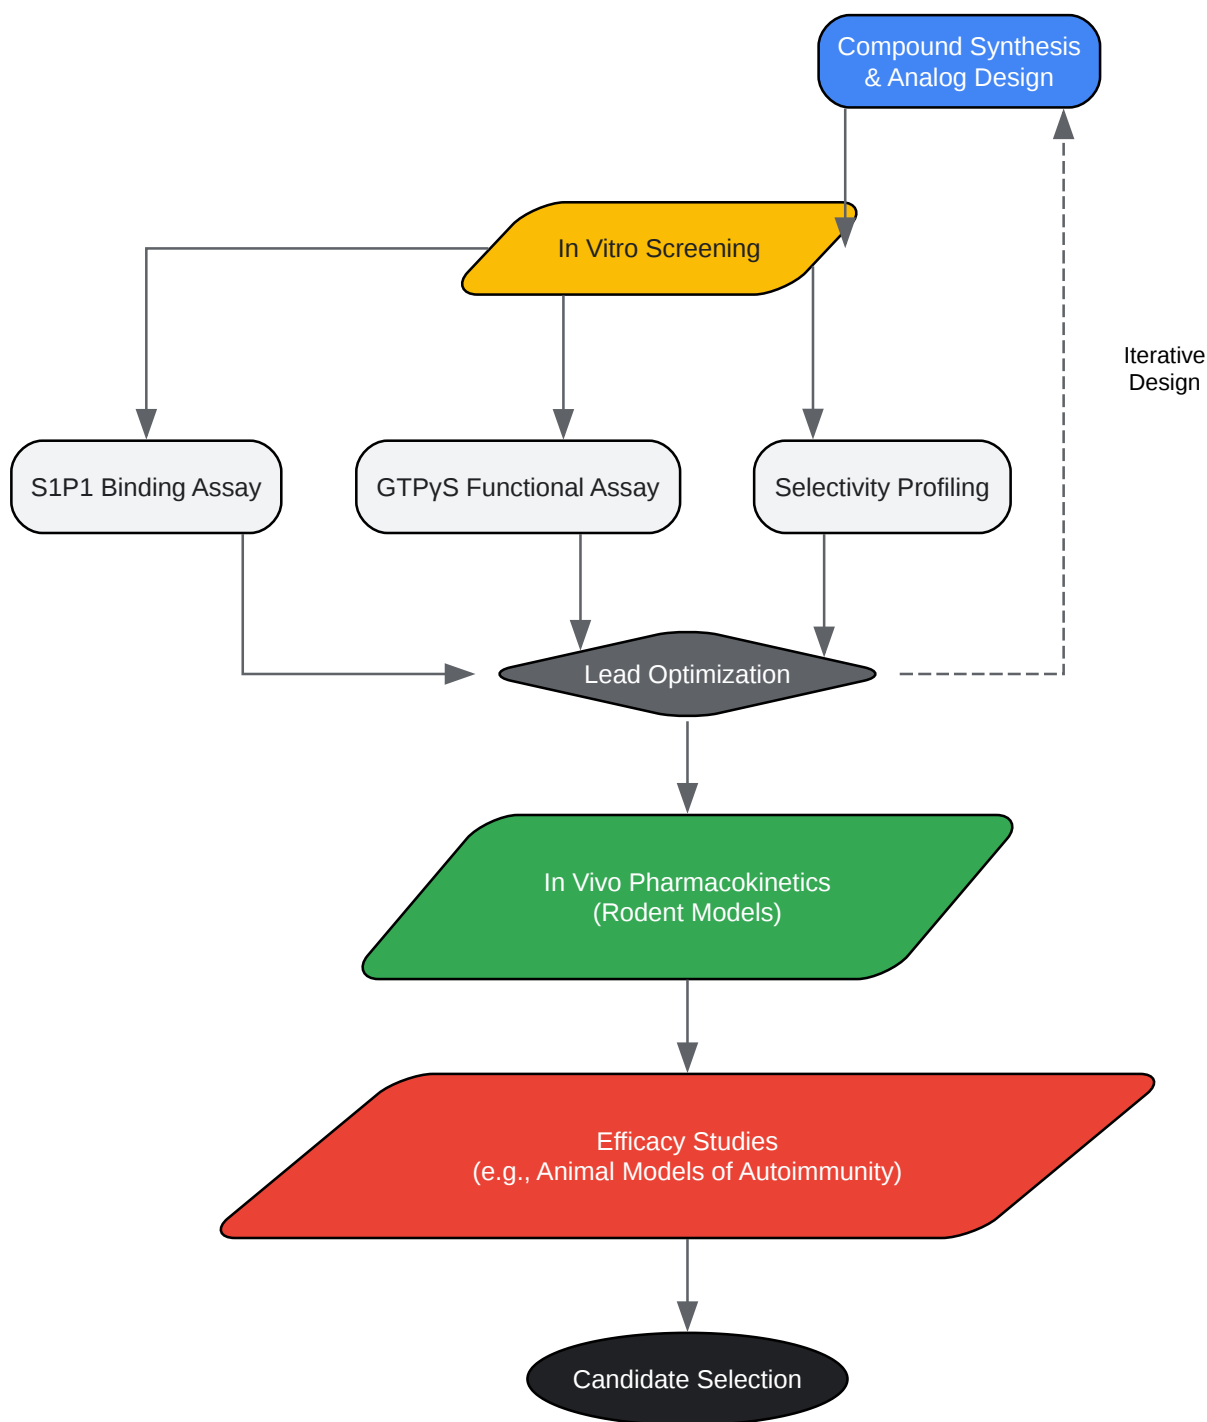 Compound Synthesis
& Analog Design
In Vitro Screening
Iterative
Design
S1P1 Binding Assay
GTPγS Functional Assay
Selectivity Profiling
Lead Optimization
In Vivo Pharmacokinetics
(Rodent Models)
Efficacy Studies
(e.g., Animal Models of Autoimmunity)
Candidate Selection